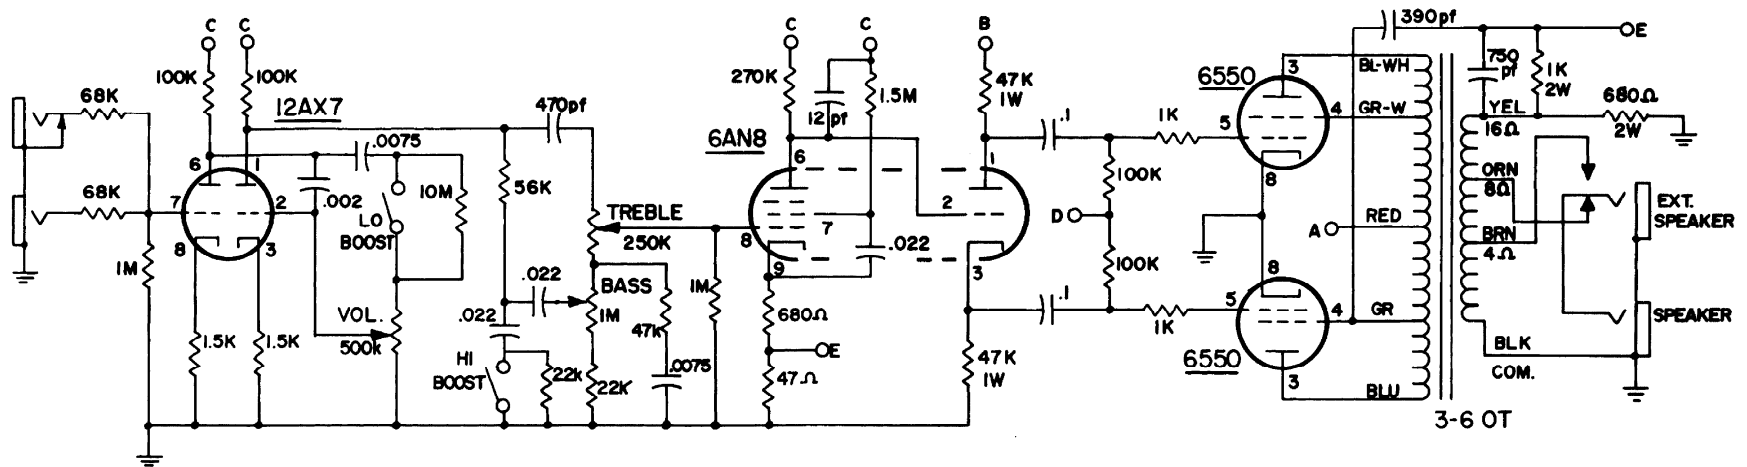 C
C
C
C
B
390pf
E
100K
100K
270K
12pf
1.5M
47K
1W
6550
3
BL-WH
750
pf
1K
2W
68K
12AX7
470pf
6AN8
.1
1K
5
4
GR-W
YEL
16Ω
680Ω
2W
.0075
6
1
6
1
68K
7
2
.002
LO
BOOST
10M
56K
TREBLE
250K
8
7
2
100K
D
8
ORN
8Ω
A
RED
EXT.
SPEAKER
8
3
1M
.022
BASS
1M
1M
9
.022
3
100K
8
BRN
4Ω
VOL.
500k
.022
47k
680Ω
.1
1K
5
4
GR
SPEAKER
1.5K
1.5K
HI
BOOST
22k
22K
.0075
E
47Ω
47K
1W
6550
3
BLU
BLK
COM.
3-6 OT